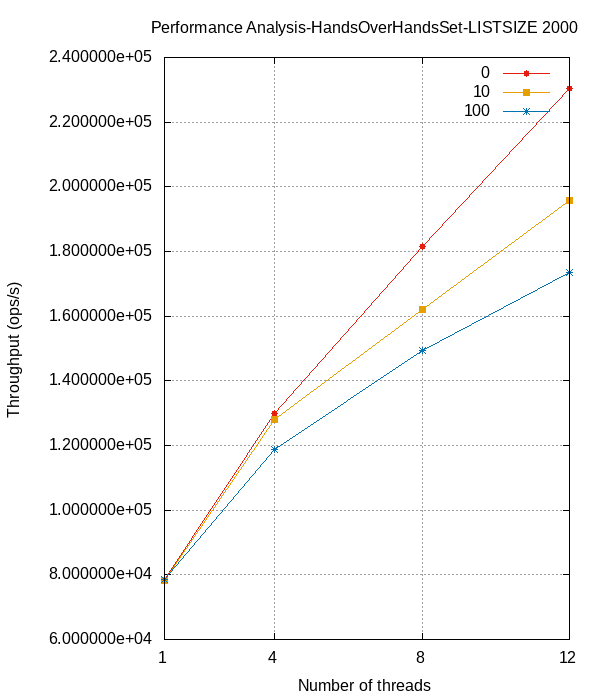 Performance Analysis-HandsOverHandsSet-LISTSIZE 2000
2.400000e+05
2.200000e+05
2.000000e+05
1.800000e+05
1.600000e+05
1.400000e+05
1.200000e+05
1.000000e+05
8.000000e+04
6.000000e+04
Throughput (ops/s)
0
10
100
1 4 8 12
Number of threads